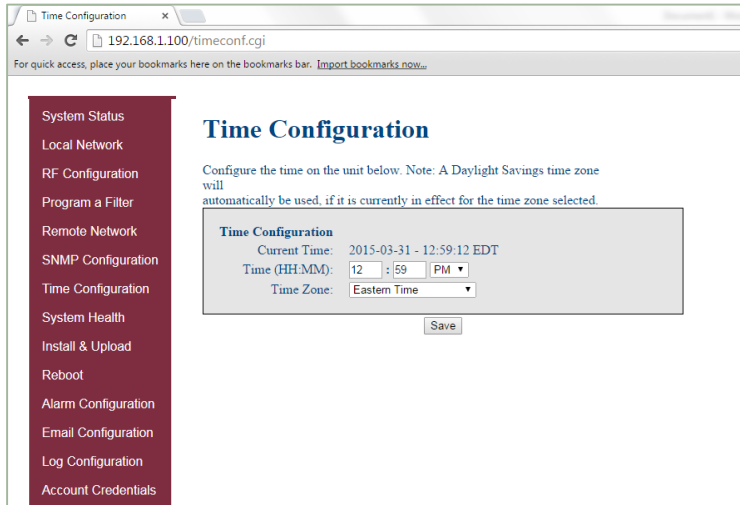 Time Configuration x
192.168.1.100/timeconf.cgi
For quick access, place your bookmarks here on the bookmarks bar. Import bookmarks now...
System Status
Local Network
RF Configuration
Program a Filter
Remote Network
SNMP Configuration
Time Configuration
System Health
Install & Upload
Reboot
Alarm Configuration
Email Configuration
Log Configuration
Account Credentials
Time Configuration
Configure the time on the unit below. Note: A Daylight Savings time zone
will
automatically be used, if it is currently in effect for the time zone selected.
Time Configuration
Current Time: 2015-03-31 - 12:59:12 EDT
Time (HH:MM): 12 : 59 PM
Time Zone: Eastern Time
Save